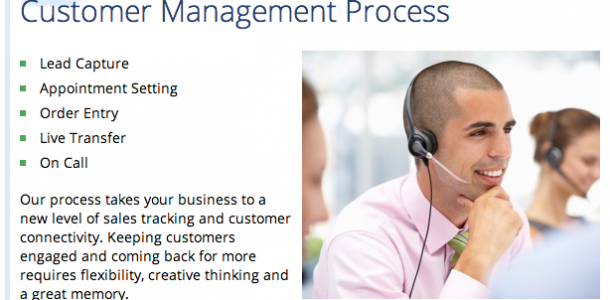 Customer Management Process
Lead Capture
Appointment Setting
Order Entry
Live Transfer
On Call
Our process takes your business to a
new level of sales tracking and customer
connectivity. Keeping customers
engaged and coming back for more
requires flexibility, creative thinking and
a great memory.